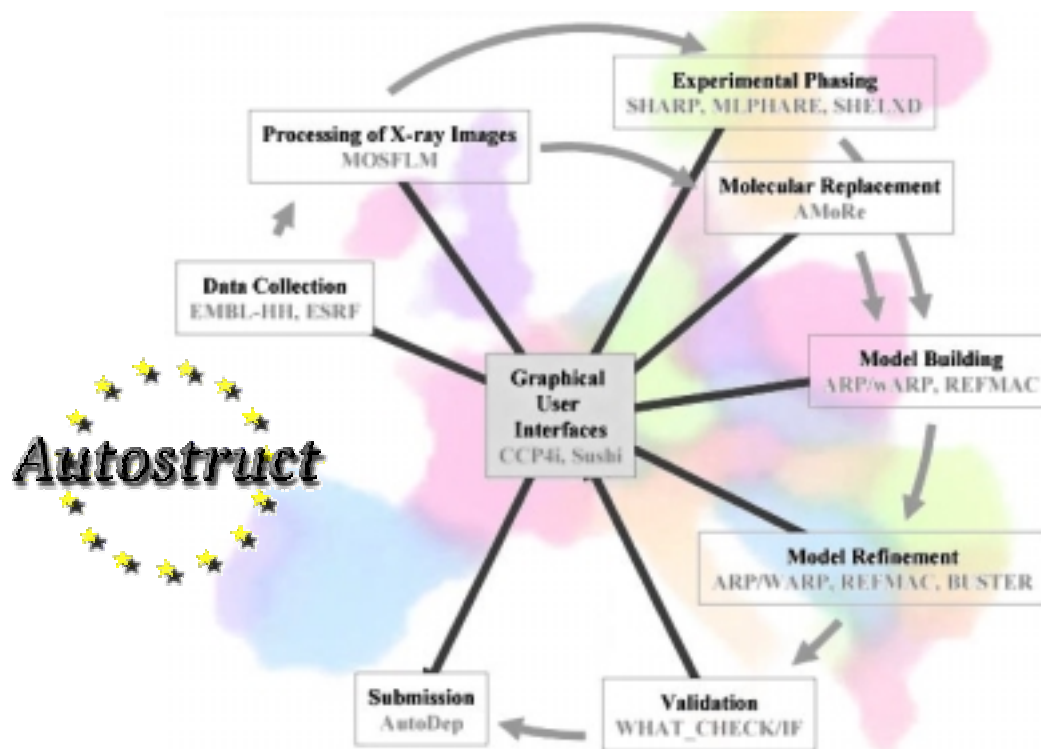 Experimental Phasing
SHARP, MLPHARE, SHELXD
Processing of X-ray Images
MOSFLM
Molecular Replacement
AMoRe
Data Collection
EMBL-HH, ESRF
Model Building
ARP/wARP, REFMAC
Graphical
User
Interfaces
CCP4i, Sushi
Autostruct
Model Refinement
ARP/WARP, REFMAC, BUSTER
Submission
AutoDep
Validation
WHAT_CHECK/IF